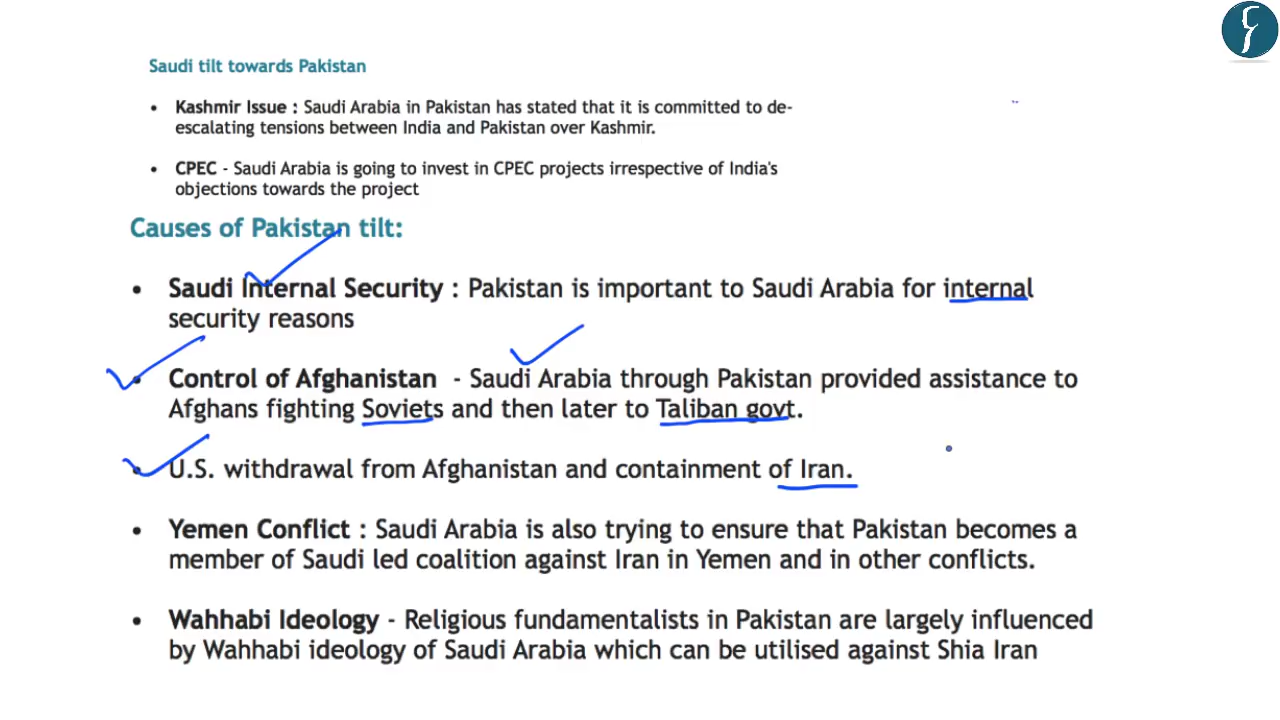 Saudi tilt towards Pakistan
• Kashmir Issue : Saudi Arabia in Pakistan has stated that it is committed to de-
escalating tensions between India and Pakistan over Kashmir.
• CPEC - Saudi Arabia is going to invest in CPEC projects irrespective of India's
objections towards the project
Causes of Pakistan tilt:
• Saudi Internal Security : Pakistan is important to Saudi Arabia for internal
security reasons
• Control of Afghanistan - Saudi Arabia through Pakistan provided assistance to
Afghans fighting Soviets and then later to Taliban govt.
• U.S. withdrawal from Afghanistan and containment of Iran.
• Yemen Conflict : Saudi Arabia is also trying to ensure that Pakistan becomes a
member of Saudi led coalition against Iran in Yemen and in other conflicts.
• Wahhabi Ideology - Religious fundamentalists in Pakistan are largely influenced
by Wahhabi ideology of Saudi Arabia which can be utilised against Shia Iran